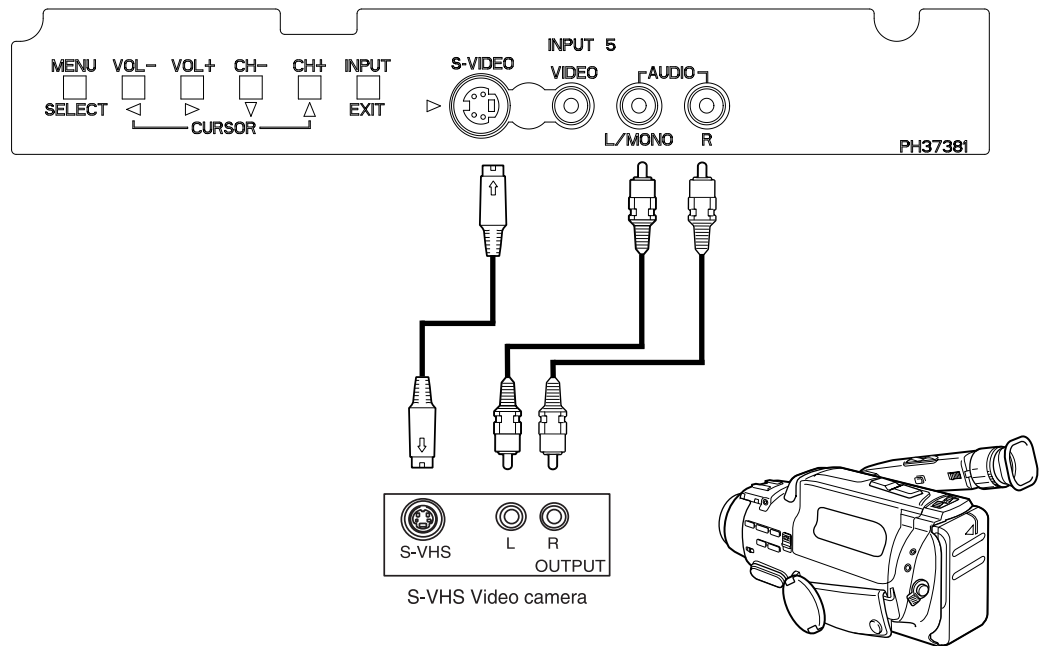 INPUT 5
MENU VOL- VOL+ CH- CH+ INPUT
S-VIDEO VIDEO AUDIO
SELECT EXIT
CURSOR
L/MONO R
PH37381
S-VHS L R
OUTPUT
S-VHS Video camera